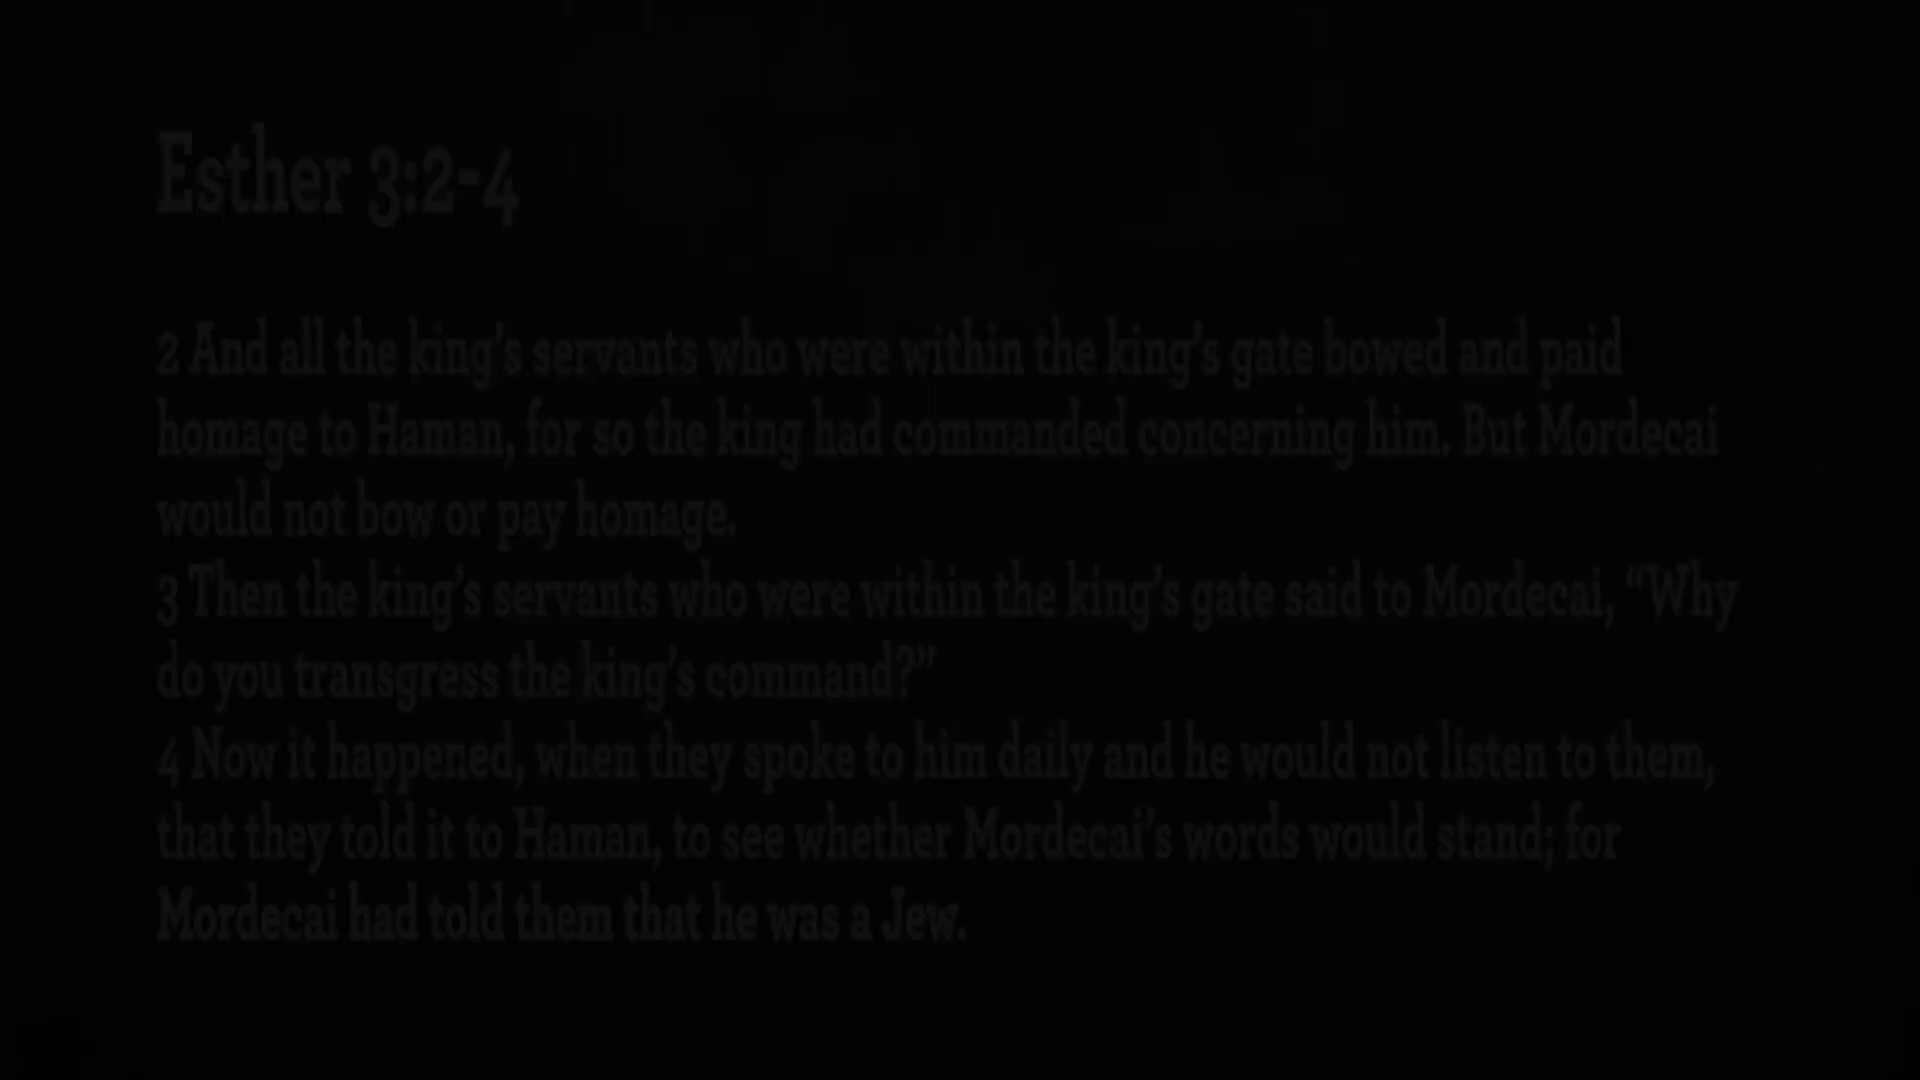 Esther 3:2-4
2 And all the king’s servants who were within the king’s gate bowed and paid
homage to Haman, for so the king had commanded concerning him. But Mordecai
would not bow or pay homage.
3 Then the king’s servants who were within the king’s gate said to Mordecai, “Why
do you transgress the king’s command?”
4 Now it happened, when they spoke to him daily and he would not listen to them,
that they told it to Haman, to see whether Mordecai’s words would stand; for
Mordecai had told them that he was a Jew.